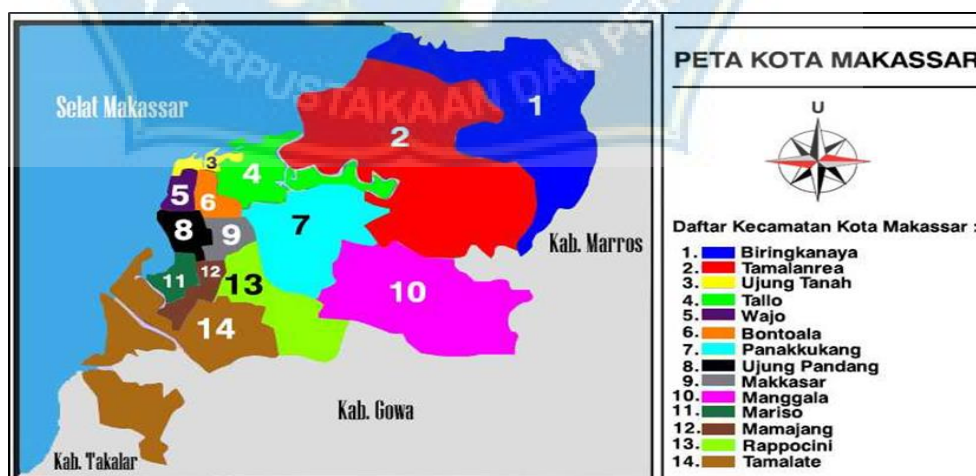 PERPUSTAKAAN DAN PE
Selat Makassar
1
2
3
4
5
6
7
8
9
10
11
12
13
14
Kab. Marros
Kab. Gowa
Kab. Takalar
PETA KOTA MAKASSAR
U
Daftar Kecamatan Kota Makassar :
1. Biringkanaya
2. Tamalanrea
3. Ujung Tanah
4. Tallo
5. Wajo
6. Bontoala
7. Panakkukang
8. Ujung Pandang
9. Makkasar
10. Manggala
11. Mariso
12. Mamajang
13. Rappocini
14. Tamalate